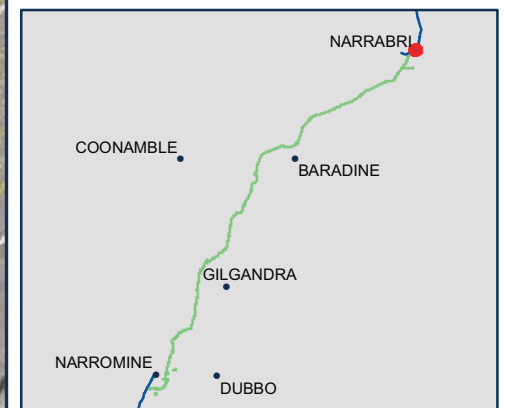 NARRABRI
COONAMBLE
BARADINE
GILGANDRA
NARROMINE
DUBBO